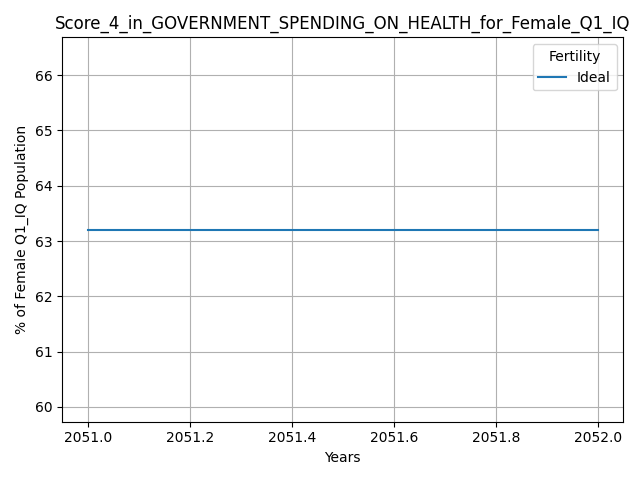 Score_4_in_GOVERNMENT_SPENDING_ON_HEALTH_for_Female_Q1_IQ
Fertility
Ideal
% of Female Q1_IQ Population
66
65
64
63
62
61
60
2051.0 2051.2 2051.4 2051.6 2051.8 2052.0
Years